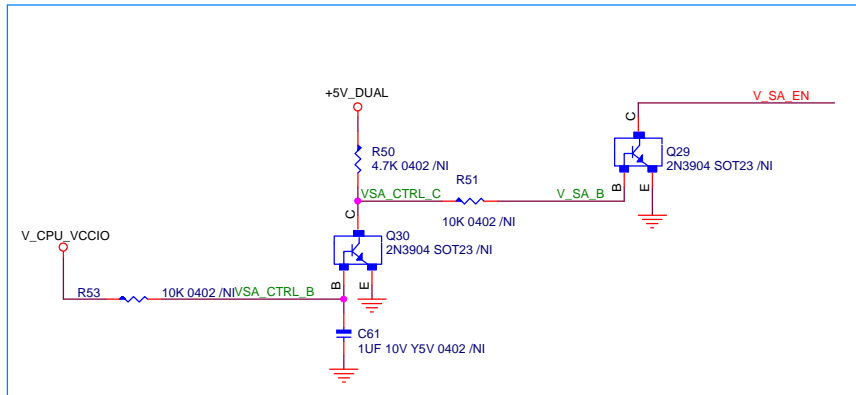 +5V_DUAL
V_SA_EN
C
R50
4.7K 0402 /NI
Q29
2N3904 SOT23 /NI
R51
B
E
VSA_CTRL_C
V_SA_B
10K 0402 /NI
C
Q30
2N3904 SOT23 /NI
V_CPU_VCCIO
B
E
R53
10K 0402 /NI
VSA_CTRL_B
C61
1UF 10V Y5V 0402 /NI